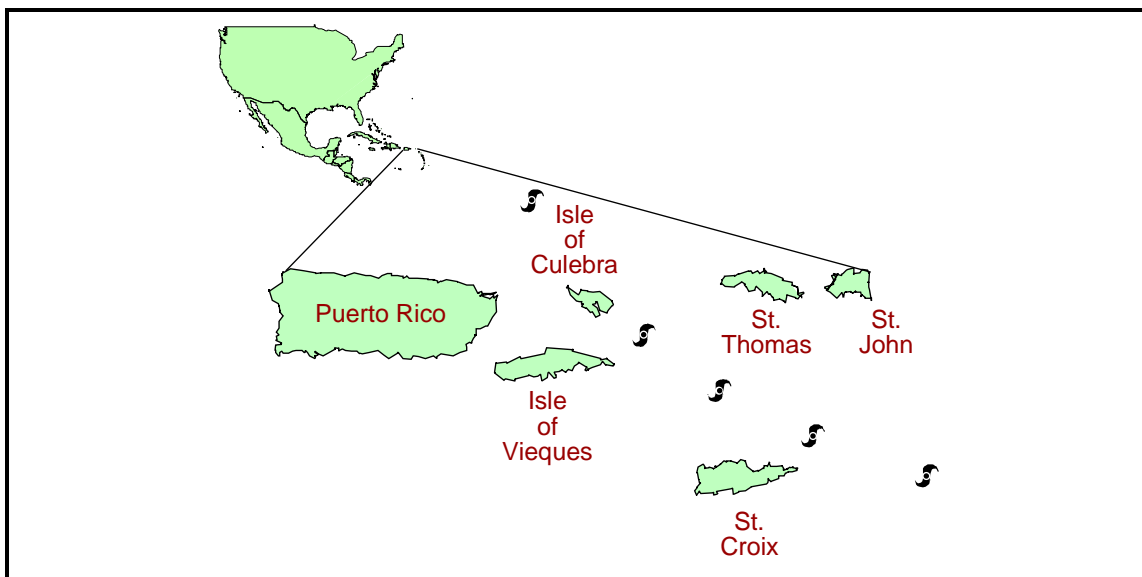 Isle
of
Culebra
Puerto Rico
St.
Thomas
St.
John
Isle
of
Vieques
St.
Croix